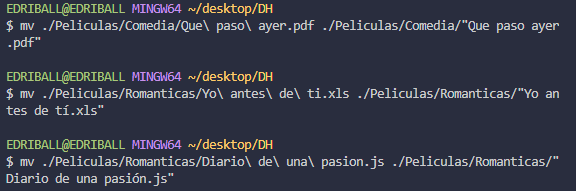 EDRIBALL@EDRIBALL MINGW64 ~/desktop/DH
$ mv ./Peliculas/Comedia/Que\ paso\ ayer.pdf ./Peliculas/Comedia/"Que paso ayer
.pdf"
EDRIBALL@EDRIBALL MINGW64 ~/desktop/DH
$ mv ./Peliculas/Romanticas/Yo\ antes\ de\ ti.xls ./Peliculas/Romanticas/"Yo an
tes de tí.xls"
EDRIBALL@EDRIBALL MINGW64 ~/desktop/DH
$ mv ./Peliculas/Romanticas/Diario\ de\ una\ pasion.js ./Peliculas/Romanticas/"
Diario de una pasión.js"